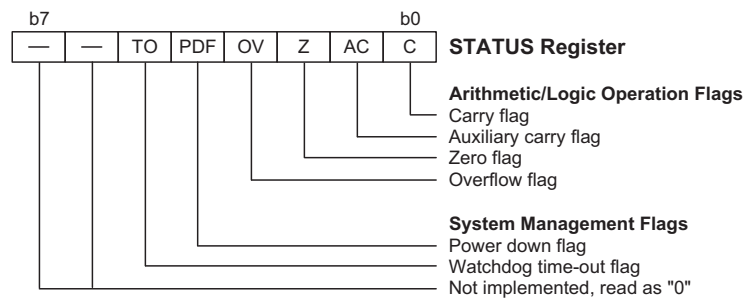 b7 b0
— — TO PDF OV Z AC C STATUS Register
Arithmetic/Logic Operation Flags
Carry flag
Auxiliary carry flag
Zero flag
Overflow flag
System Management Flags
Power down flag
Watchdog time-out flag
Not implemented, read as "0"